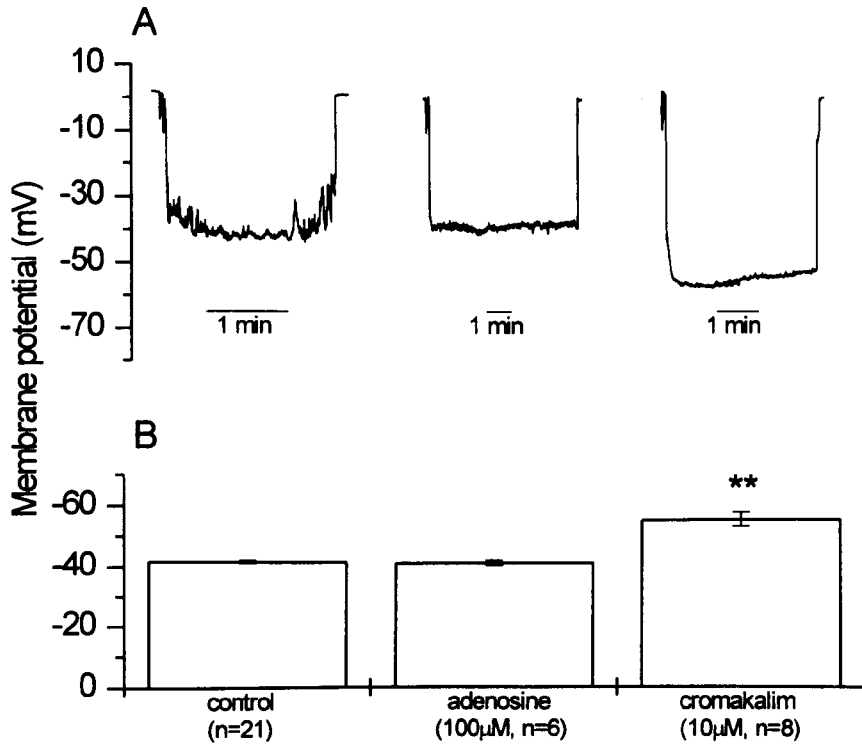 A
10
-10
-30
-50
-70
Membrane potential (mV)
1 min
1 min
1 min
B
-60
-40
-20
0
**
control
(n=21)
adenosine
(100µM, n=6)
cromakalim
(10µM, n=8)